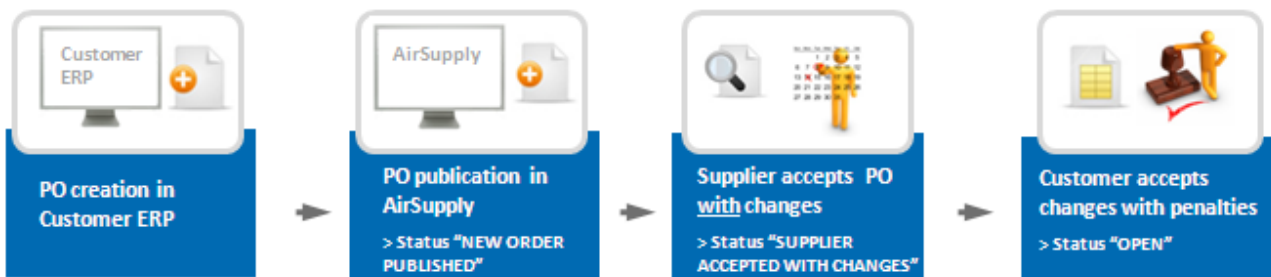 Customer
ERP
PO creation in
Customer ERP
AirSupply
PO publication in
AirSupply
> Status “NEW ORDER
PUBLISHED”
Supplier accepts PO
with changes
> Status “SUPPLIER
ACCEPTED WITH CHANGES”
Customer accepts
changes with penalties
> Status “OPEN”